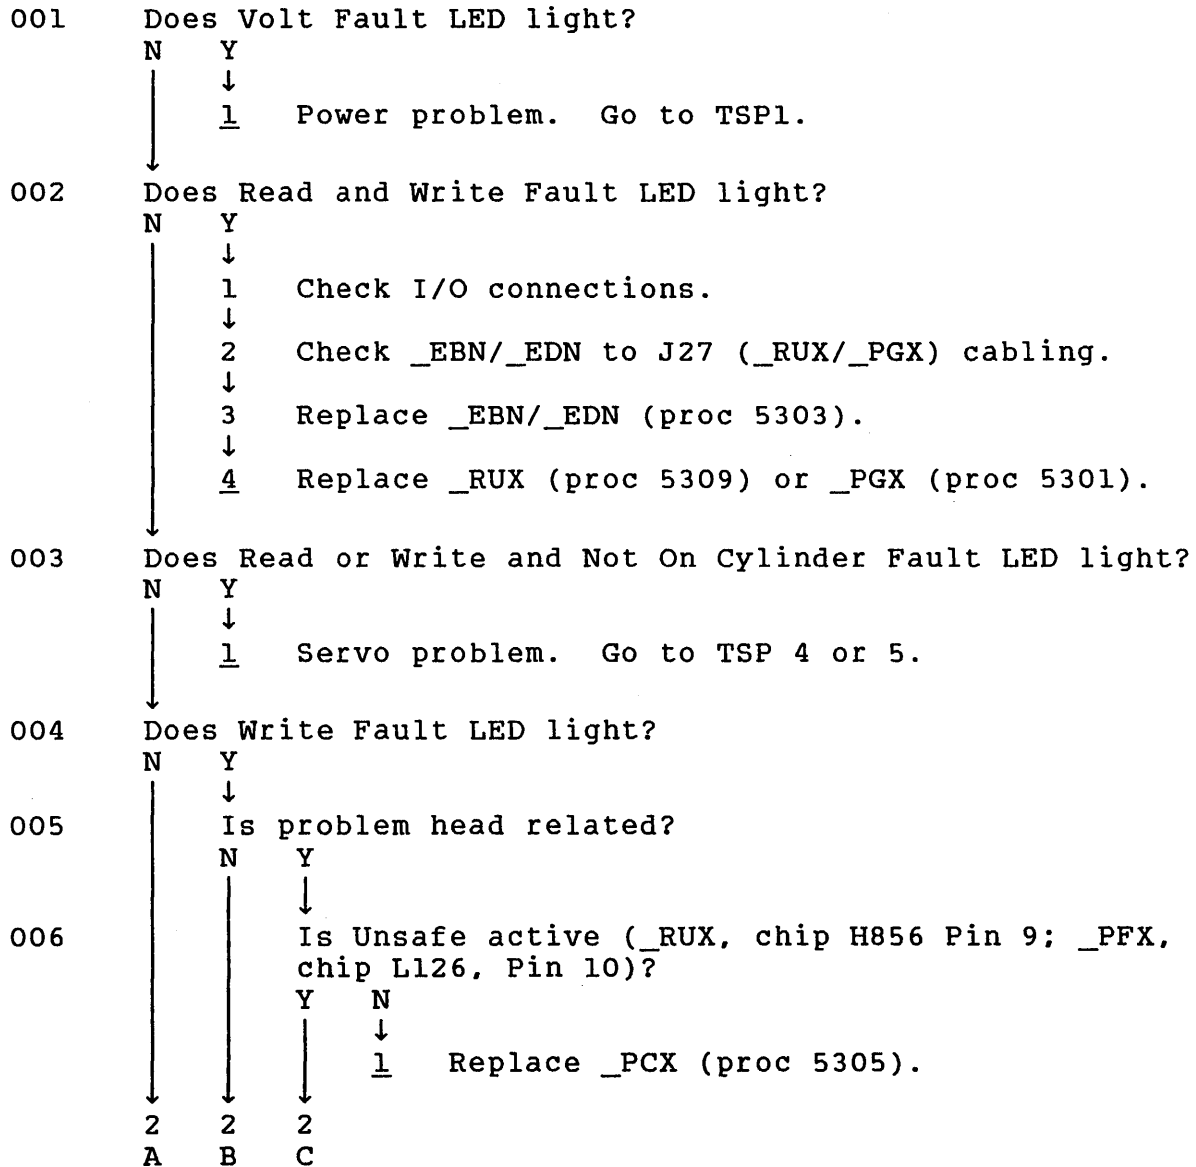 001 Does Volt Fault LED light?
N Y
↓
1 Power problem. Go to TSP1.
002 Does Read and Write Fault LED light?
N Y
↓
1 Check I/O connections.
↓
2 Check _EBN/_EDN to J27 (_RUX/_PGX) cabling.
↓
3 Replace _EBN/_EDN (proc 5303).
↓
4 Replace _RUX (proc 5309) or _PGX (proc 5301).
003 Does Read or Write and Not On Cylinder Fault LED light?
N Y
↓
1 Servo problem. Go to TSP 4 or 5.
004 Does Write Fault LED light?
N Y
↓
005 Is problem head related?
N Y
↓
006 Is Unsafe active (_RUX, chip H856 Pin 9; _PFX,
chip L126, Pin 10)?
Y N
↓
1 Replace _PCX (proc 5305).
2 2 2
A B C